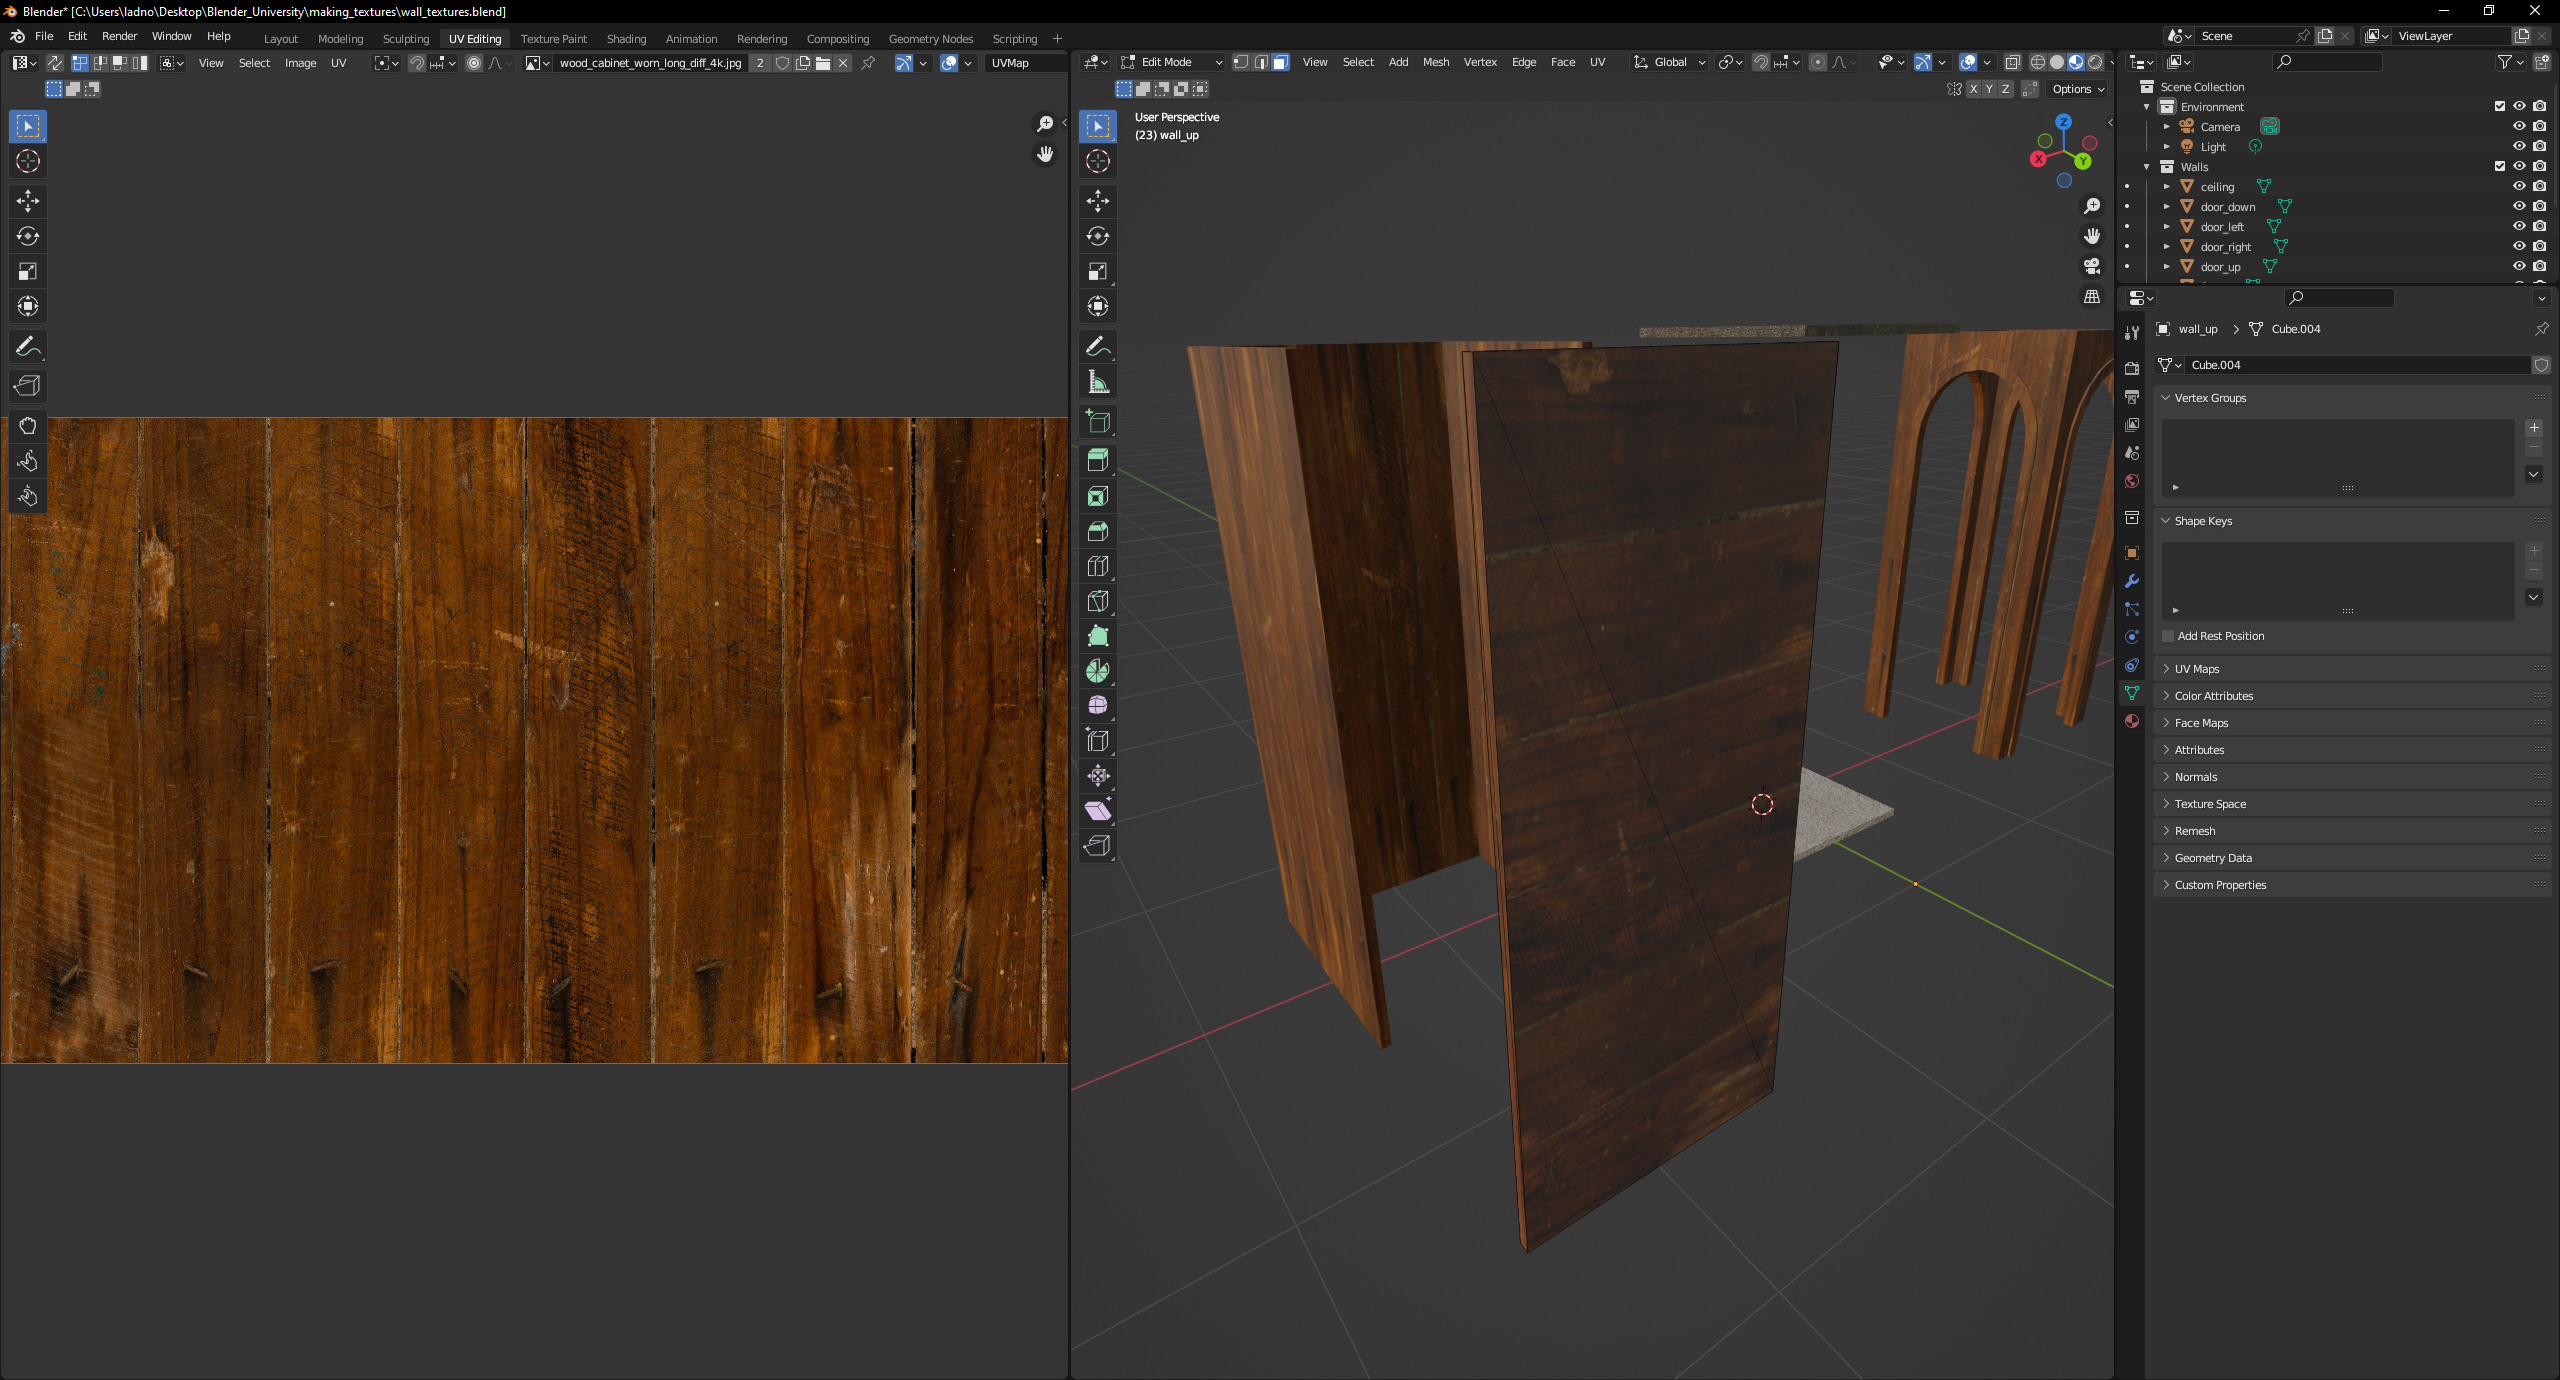 Blender* [C:\Users\ladno\Desktop\Blender_University\making_textures\wall_textures.blend]
File Edit Render Window Help Layout Modeling Sculpting UV Editing Texture Paint Shading Animation Rendering Compositing Geometry Nodes Scripting Scene ViewLayer
View Select Image UV wood_cabinet_worn_long_diff_4k.jpg 2 UVMap
Edit Mode View Select Add Mesh Vertex Edge Face UV Global
X Y Z Options
User Perspective
(23) wall_up
Z
X
Y
Scene Collection
Environment
Camera
Light
Walls
ceiling
door_down
door_left
door_right
door_up
wall_up Cube.004
Cube.004
Vertex Groups
Shape Keys
Add Rest Position
UV Maps
Color Attributes
Face Maps
Attributes
Normals
Texture Space
Remesh
Geometry Data
Custom Properties